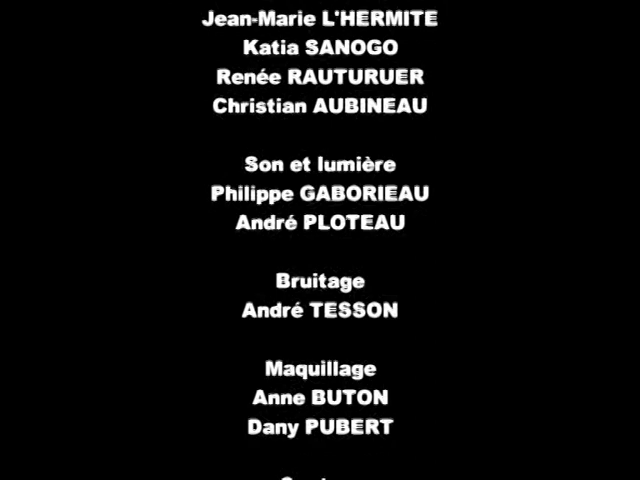 Jean-Marie L'HERMITE
Katia SANOGO
Renée RAUTURUER
Christian AUBINEAU
Son et lumière
Philippe GABORIEAU
André PLOTEAU
Bruitage
André TESSON
Maquillage
Anne BUTON
Dany PUBERT